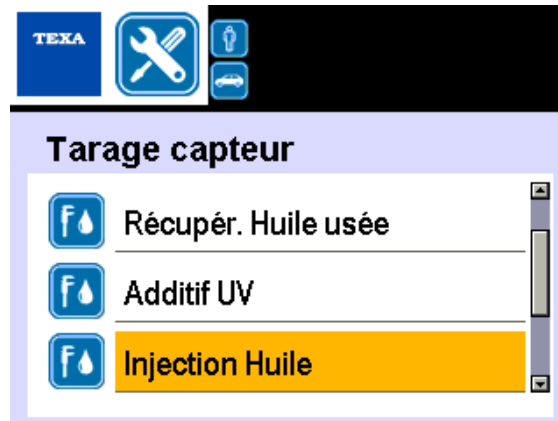 TEXA
Tarage capteur
Récupér. Huile usée
Additif UV
Injection Huile